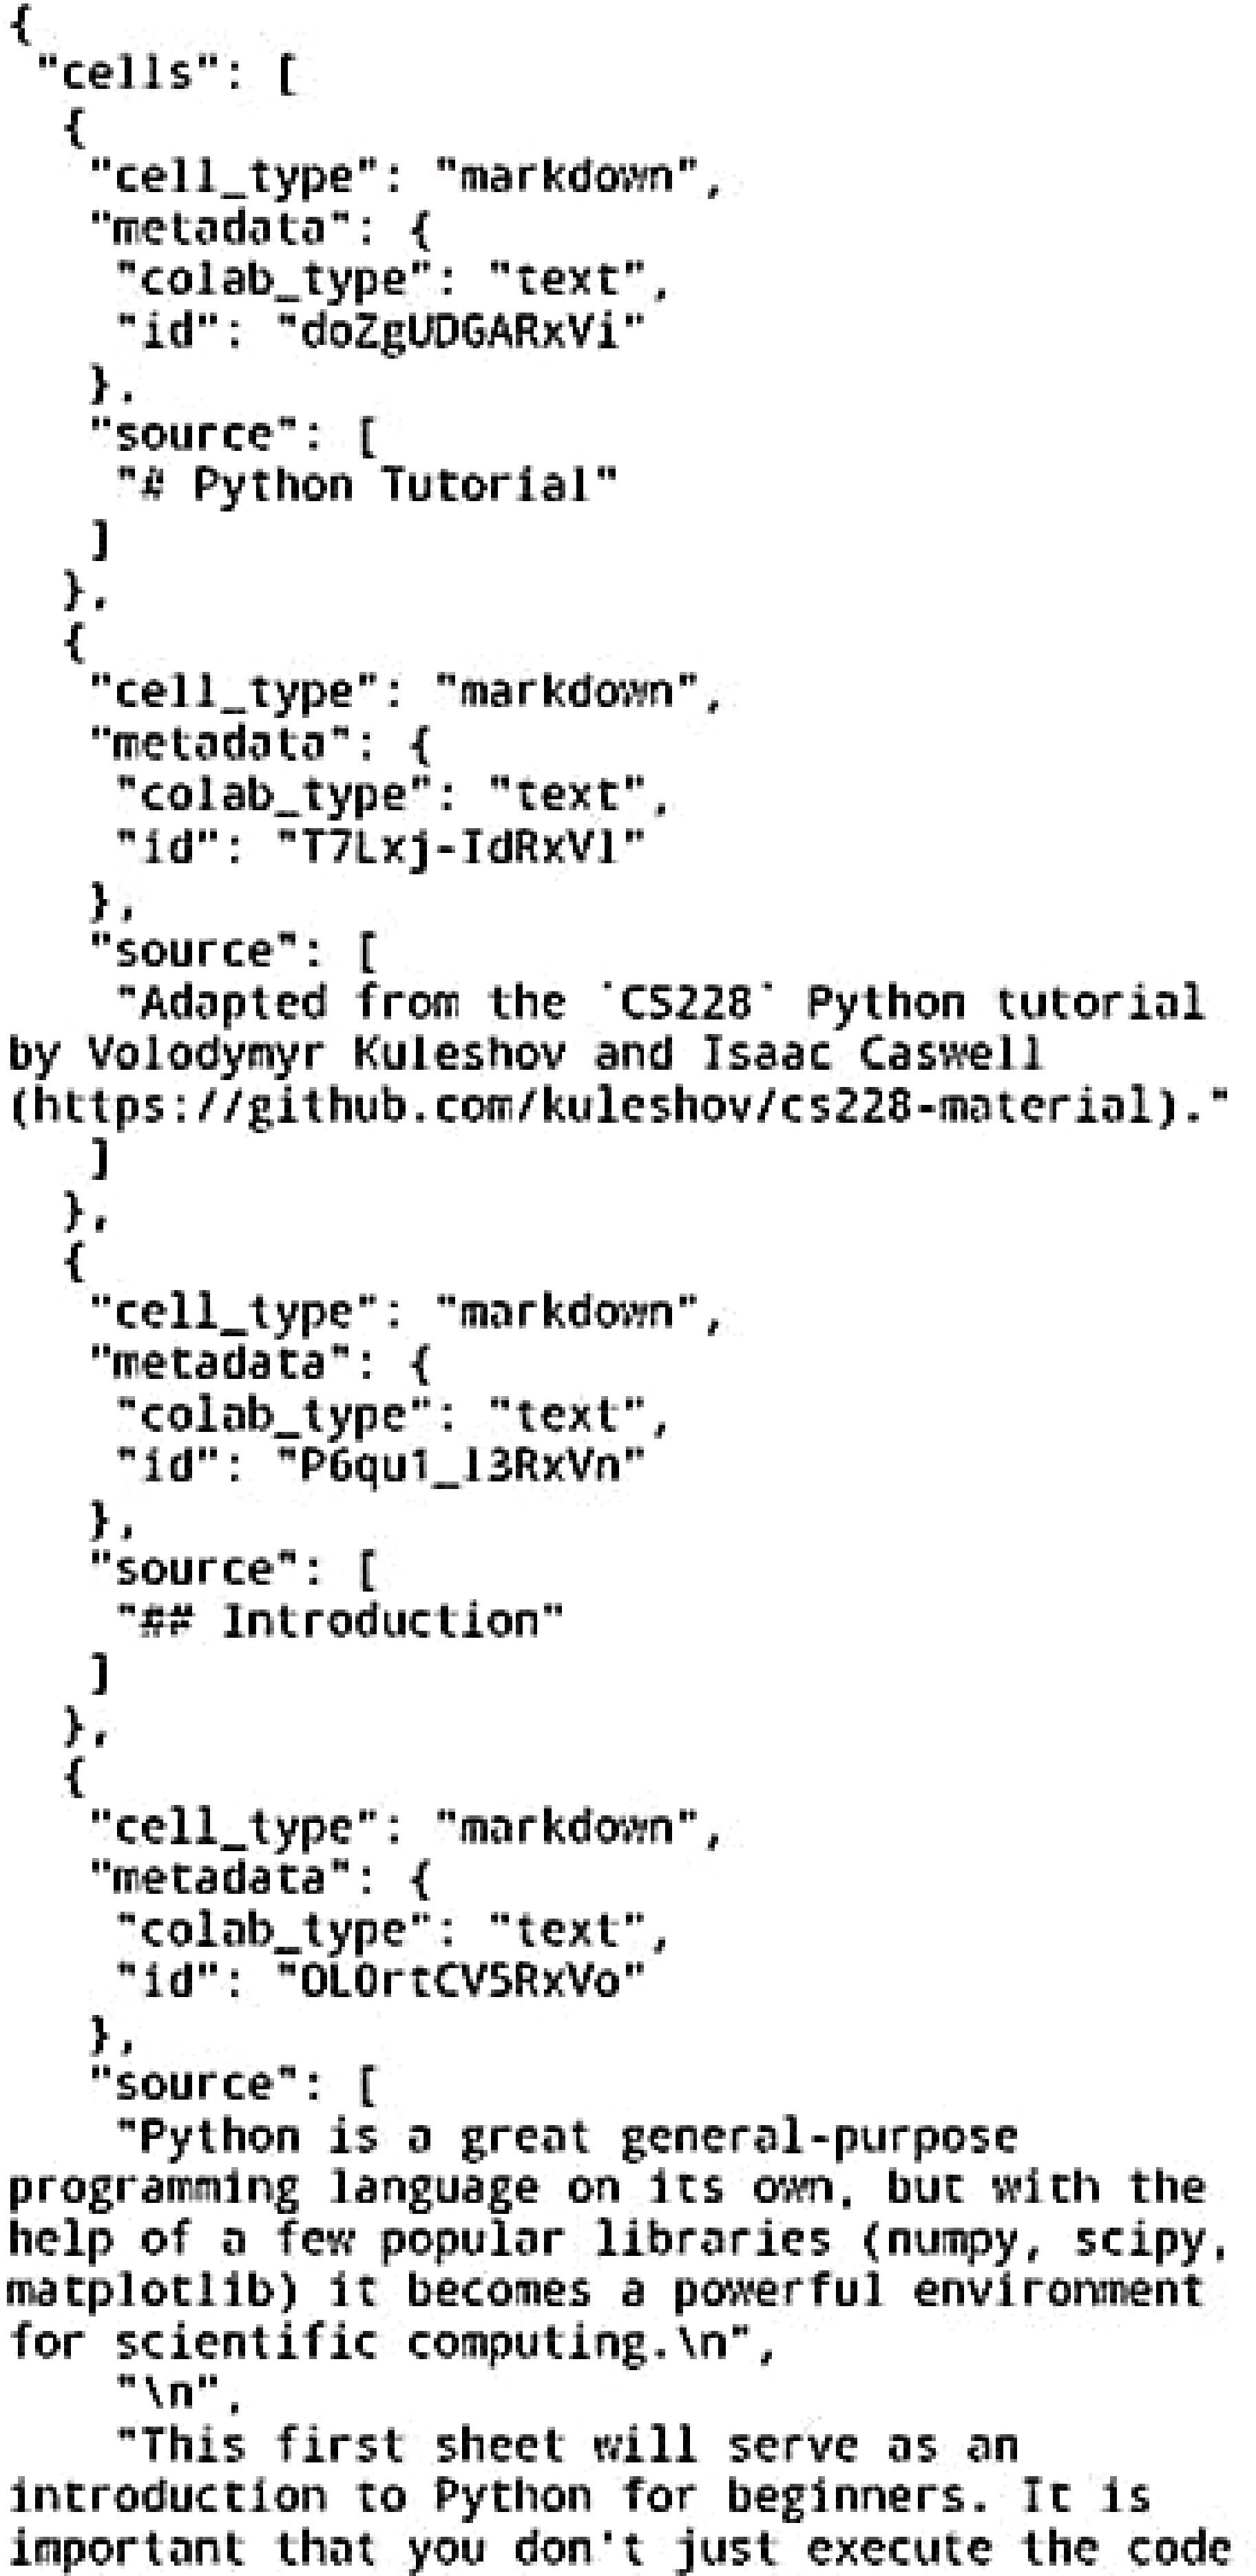 {
 "cells": [
  {
   "cell_type": "markdown",
   "metadata": {
    "colab_type": "text",
    "id": "doZgUDGARxVi"
   },
   "source": [
    "# Python Tutorial"
   ]
  },
  {
   "cell_type": "markdown",
   "metadata": {
    "colab_type": "text",
    "id": "T7Lxj-IdRxVl"
   },
   "source": [
    "Adapted from the `CS228` Python tutorial
by Volodymyr Kuleshov and Isaac Caswell
(https://github.com/kuleshov/cs228-material)."
   ]
  },
  {
   "cell_type": "markdown",
   "metadata": {
    "colab_type": "text",
    "id": "P6qu1_l3RxVn"
   },
   "source": [
    "## Introduction"
   ]
  },
  {
   "cell_type": "markdown",
   "metadata": {
    "colab_type": "text",
    "id": "OL0rtCV5RxVo"
   },
   "source": [
    "Python is a great general-purpose
programming language on its own, but with the
help of a few popular libraries (numpy, scipy,
matplotlib) it becomes a powerful environment
for scientific computing.\n",
    "\n",
    "This first sheet will serve as an
introduction to Python for beginners. It is
important that you don't just execute the code